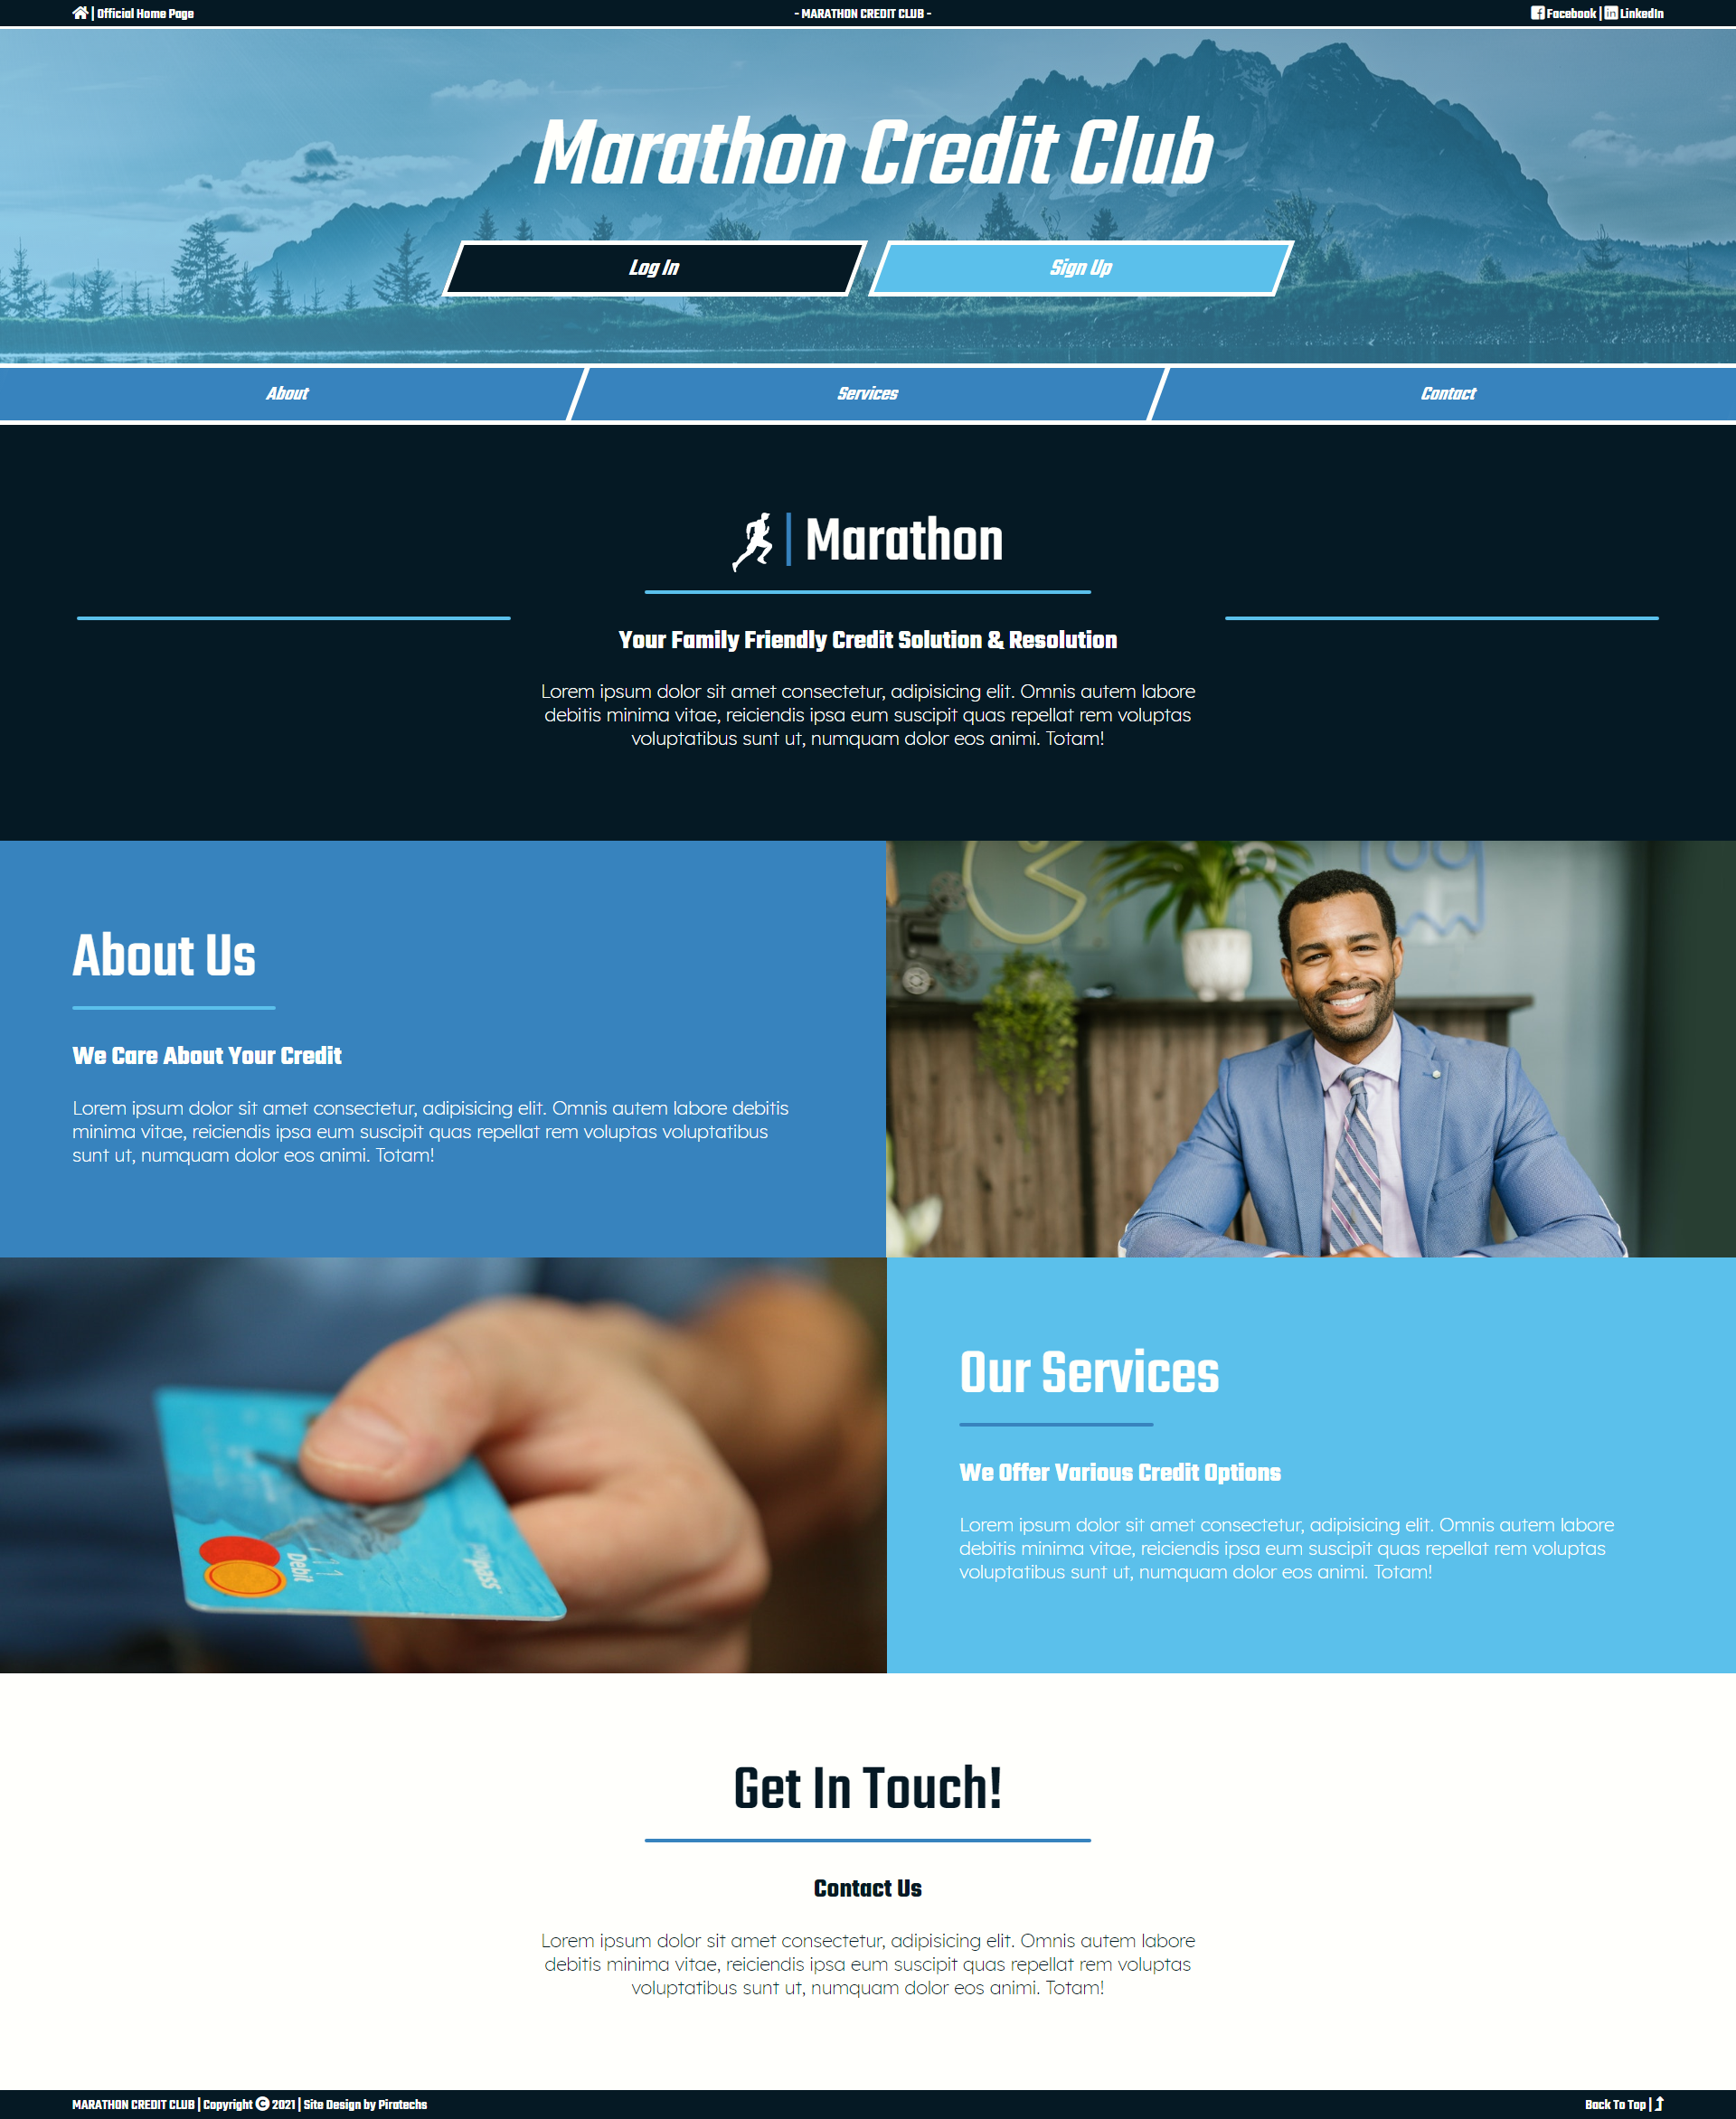 | Official Home Page
- MARATHON CREDIT CLUB -
Facebook | LinkedIn
Marathon Credit Club
Log In
Sign Up
About
Services
Contact
Marathon
Your Family Friendly Credit Solution & Resolution
Lorem ipsum dolor sit amet consectetur, adipisicing elit. Omnis autem labore
debitis minima vitae, reiciendis ipsa eum suscipit quas repellat rem voluptas
voluptatibus sunt ut, numquam dolor eos animi. Totam!
About Us
We Care About Your Credit
Lorem ipsum dolor sit amet consectetur, adipisicing elit. Omnis autem labore debitis
minima vitae, reiciendis ipsa eum suscipit quas repellat rem voluptas voluptatibus
sunt ut, numquam dolor eos animi. Totam!
Debit
Our Services
We Offer Various Credit Options
Lorem ipsum dolor sit amet consectetur, adipisicing elit. Omnis autem labore
debitis minima vitae, reiciendis ipsa eum suscipit quas repellat rem voluptas
voluptatibus sunt ut, numquam dolor eos animi. Totam!
Get In Touch!
Contact Us
Lorem ipsum dolor sit amet consectetur, adipisicing elit. Omnis autem labore
debitis minima vitae, reiciendis ipsa eum suscipit quas repellat rem voluptas
voluptatibus sunt ut, numquam dolor eos animi. Totam!
MARATHON CREDIT CLUB | Copyright © 2021 | Site Design by Piratechs
Back To Top |